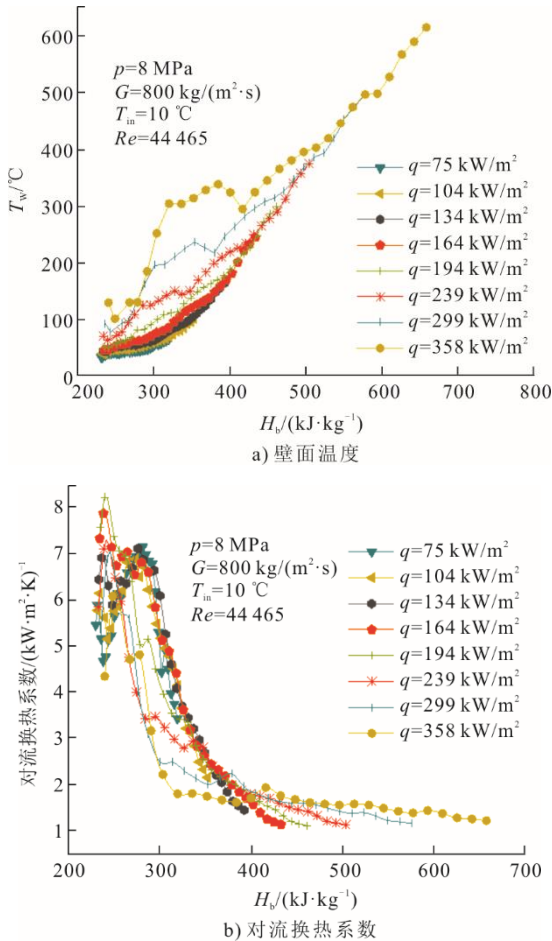 600
500
400
300
200
100
0
T_w/℃
p=8 MPa
G=800 kg/(m²·s)
T_in=10 ℃
Re=44 465
q=75 kW/m²
q=104 kW/m²
q=134 kW/m²
q=164 kW/m²
q=194 kW/m²
q=239 kW/m²
q=299 kW/m²
q=358 kW/m²
200 300 400 500 600 700 800
H_b/(kJ·kg⁻¹)
a) 壁面温度
8
7
6
5
4
3
2
1
对流换热系数/(kW·m²·K)⁻¹
p=8 MPa
G=800 kg/(m²·s)
T_in=10 ℃
Re=44 465
q=75 kW/m²
q=104 kW/m²
q=134 kW/m²
q=164 kW/m²
q=194 kW/m²
q=239 kW/m²
q=299 kW/m²
q=358 kW/m²
200 300 400 500 600 700
H_b/(kJ·kg⁻¹)
b) 对流换热系数